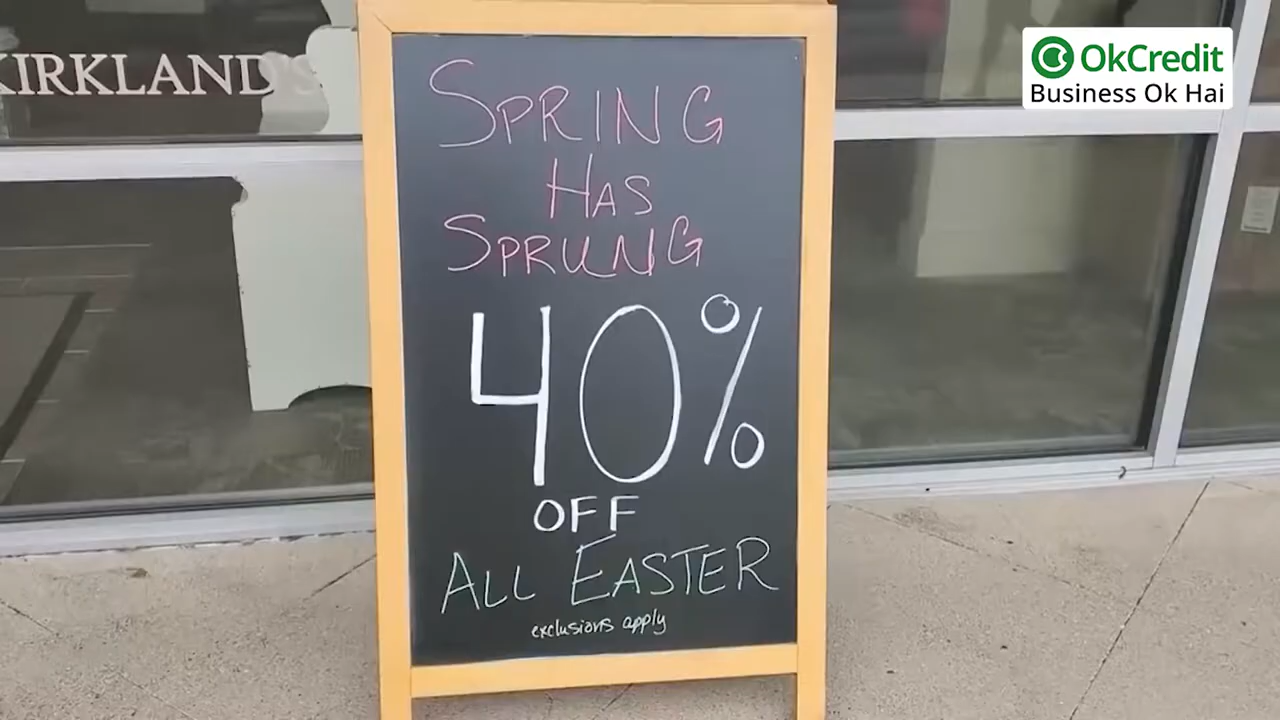 KIRKLAND'S
OkCredit
Business Ok Hai
SPRING
HAS
SPRUNG
40%
OFF
ALL EASTER
exclusions apply